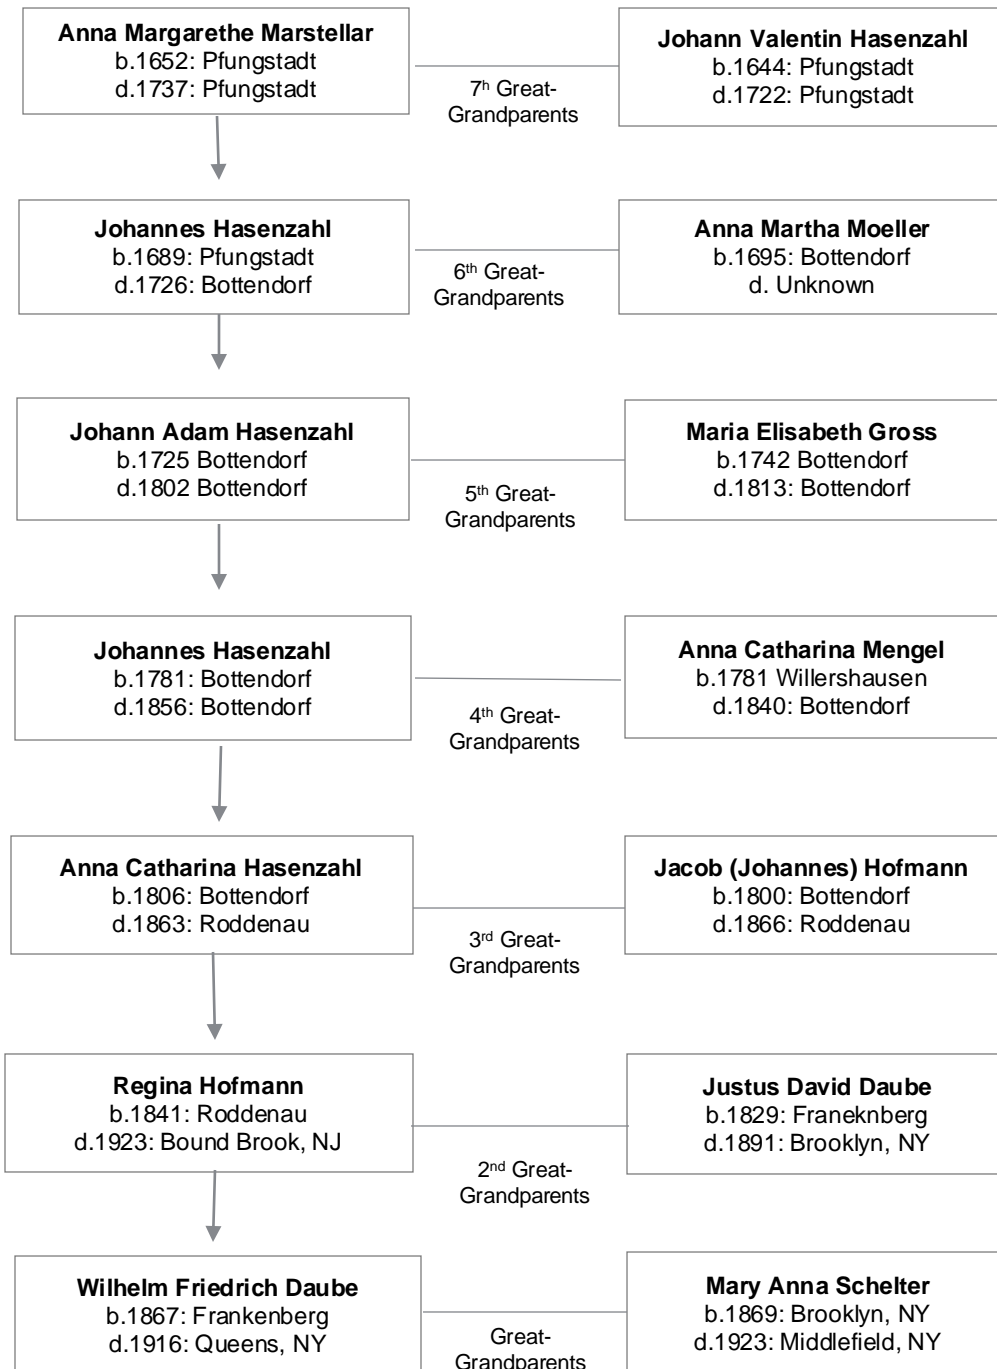 Anna Margarethe Marstellar
b.1652: Pfungstadt
d.1737: Pfungstadt
7h Great-
Grandparents
Johann Valentin Hasenzahl
b.1644: Pfungstadt
d.1722: Pfungstadt
Johannes Hasenzahl
b.1689: Pfungstadt
d.1726: Bottendorf
6th Great-
Grandparents
Anna Martha Moeller
b.1695: Bottendorf
d. Unknown
Johann Adam Hasenzahl
b.1725 Bottendorf
d.1802 Bottendorf
5th Great-
Grandparents
Maria Elisabeth Gross
b.1742 Bottendorf
d.1813: Bottendorf
Johannes Hasenzahl
b.1781: Bottendorf
d.1856: Bottendorf
4th Great-
Grandparents
Anna Catharina Mengel
b.1781 Willershausen
d.1840: Bottendorf
Anna Catharina Hasenzahl
b.1806: Bottendorf
d.1863: Roddenau
3rd Great-
Grandparents
Jacob (Johannes) Hofmann
b.1800: Bottendorf
d.1866: Roddenau
Regina Hofmann
b.1841: Roddenau
d.1923: Bound Brook, NJ
2nd Great-
Grandparents
Justus David Daube
b.1829: Franeknberg
d.1891: Brooklyn, NY
Wilhelm Friedrich Daube
b.1867: Frankenberg
d.1916: Queens, NY
Great-
Grandparents
Mary Anna Schelter
b.1869: Brooklyn, NY
d.1923: Middlefield, NY